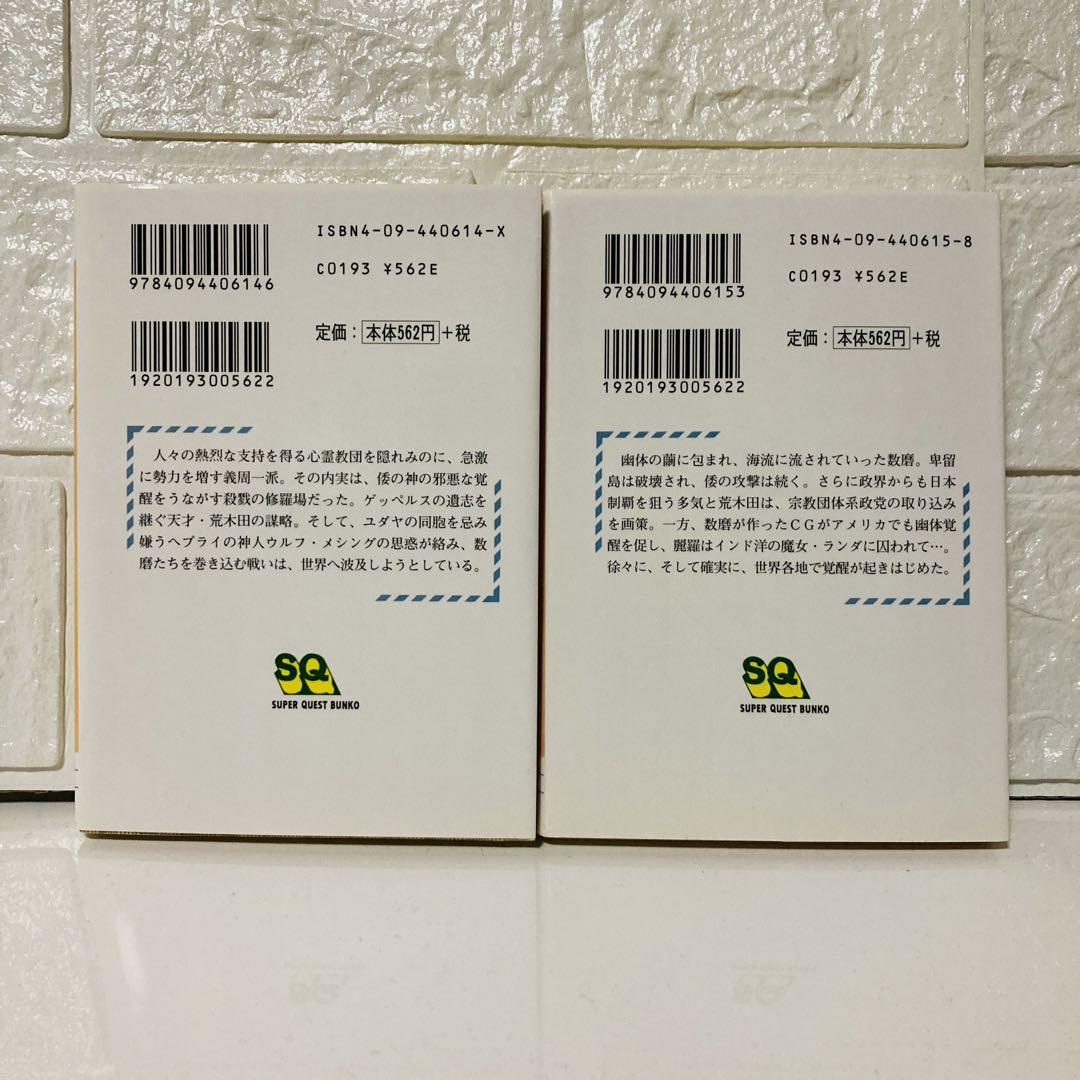 ISBN4-09-440614-X
9784094406146
C0193 ¥562E
定価：本体562円+税
1920193005622
人々の熱烈な支持を得る心霊教団を隠れみのに、急激
に勢力を増す義周一派。その内実は、倭の神の邪悪な覚
醒をうながす殺戮の修羅場だった。ゲッペルスの遺志を
継ぐ天才・荒木田の謀略。そして、ユダヤの同胞を忌み
嫌うヘブライの神人ウルフ・メシングの思惑が絡み、数
磨たちを巻き込む戦いは、世界へ波及しようとしている。
SQ
SUPER QUEST BUNKO
ISBN4-09-440615-8
9784094406153
C0193 ¥562E
定価：本体562円+税
1920193005622
幽体の繭に包まれ、海流に流されていった数磨。卑留
島は破壊され、倭の攻撃は続く。さらに政界からも日本
制覇を狙う多気と荒木田は、宗教団体系政党の取り込み
を画策。一方、数磨が作ったCGがアメリカでも幽体覚
醒を促し、麗羅はインド洋の魔女・ランダに囚われて…。
徐々に、そして確実に、世界各地で覚醒が起きはじめた。
SQ
SUPER QUEST BUNKO